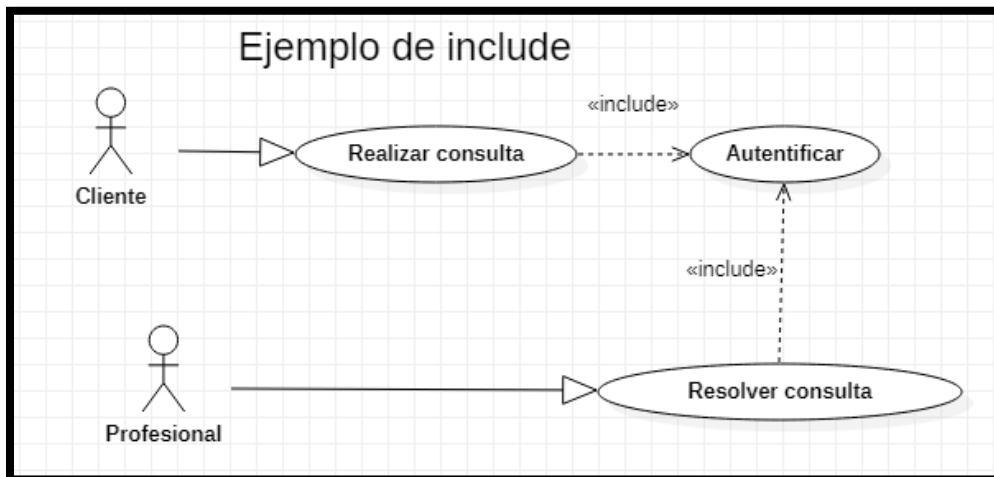 Ejemplo de include
«include»
Realizar consulta
Autentificar
Cliente
«include»
Resolver consulta
Profesional